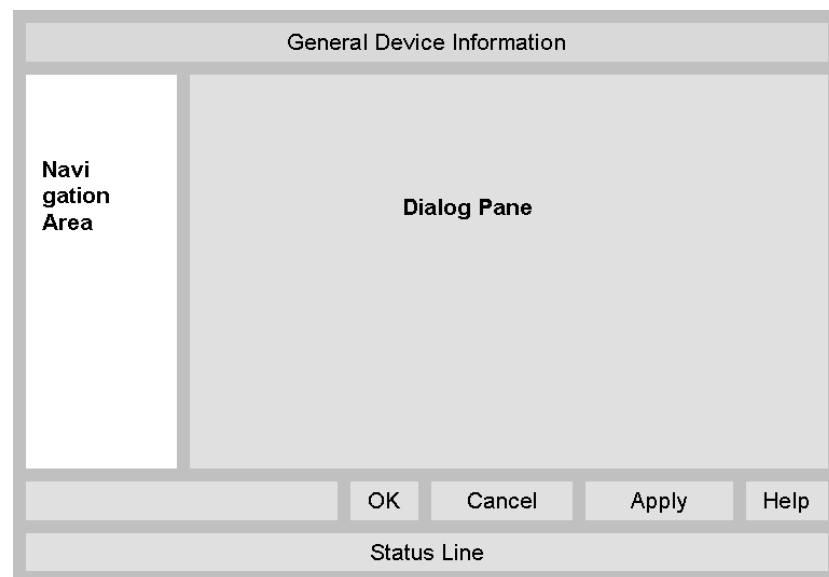 General Device Information
Navi
gation
Area
Dialog Pane
OK Cancel Apply Help
Status Line